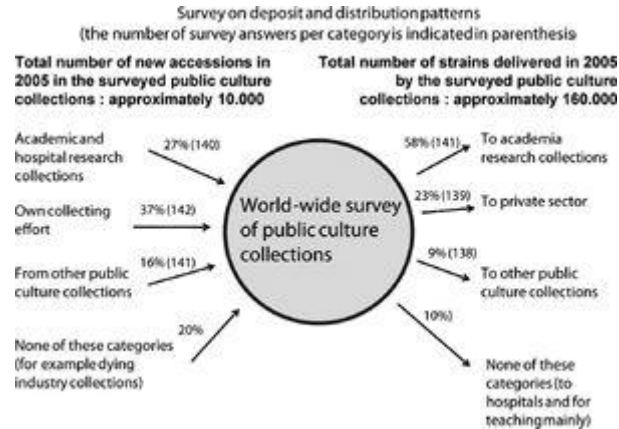 Survey on deposit and distribution patterns
(the number of survey answers per category is indicated in parenthesis
Total number of new accessions in
2005 in the surveyed public culture
collections : approximately 10.000
Total number of strains delivered in 2005
by the surveyed public culture
collections : approximately 160.000
Academic and
hospital research
collections
27% (140)
Own collecting
effort
37% (142)
From other public
culture collections
16% (141)
None of these categories
(for example dying
industry collections)
20%
World-wide survey
of public culture
collections
58% (141)
To academia
research collections
23% (139)
To private sector
9% (138)
To other public
culture collections
10%)
None of these
categories (to
hospitals and for
teaching mainly)